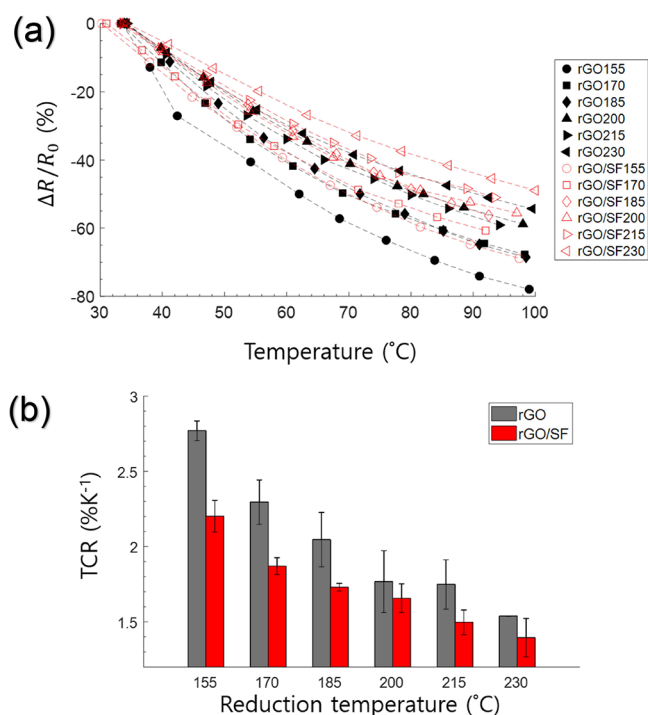 (a)
ΔR/R0 (%)
0
-20
-40
-60
-80
30 40 50 60 70 80 90 100
Temperature (˚C)
rGO155
rGO170
rGO185
rGO200
rGO215
rGO230
rGO/SF155
rGO/SF170
rGO/SF185
rGO/SF200
rGO/SF215
rGO/SF230
(b)
TCR (%K-1)
3
2.5
2
1.5
rGO
rGO/SF
155 170 185 200 215 230
Reduction temperature (˚C)